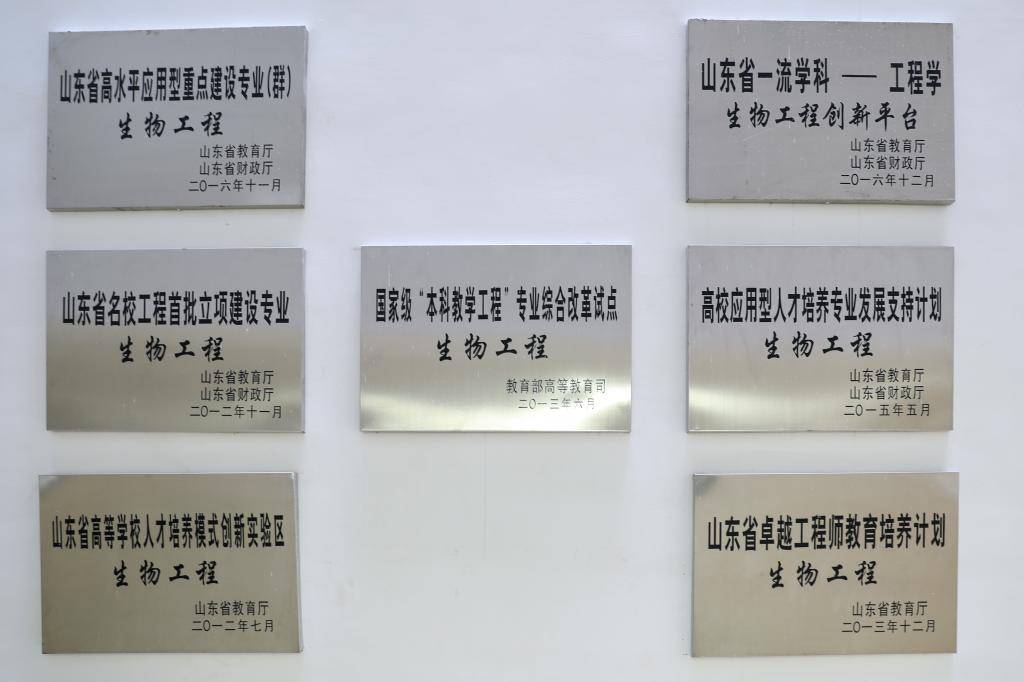 山东省高水平应用型重点建设专业(群)
生物工程
山东省教育厅
山东省财政厅
二〇一六年十一月
山东省一流学科 —— 工程学
生物工程创新平台
山东省教育厅
山东省财政厅
二〇一六年十二月
山东省名校工程首批立项建设专业
生物工程
山东省教育厅
山东省财政厅
二〇一二年十一月
国家级“本科教学工程”专业综合改革试点
生物工程
教育部高等教育司
二〇一三年六月
高校应用型人才培养专业发展支持计划
生物工程
山东省教育厅
山东省财政厅
二〇一五年五月
山东省高等学校人才培养模式创新实验区
生物工程
山东省教育厅
二〇一二年七月
山东省卓越工程师教育培养计划
生物工程
山东省教育厅
二〇一三年十二月